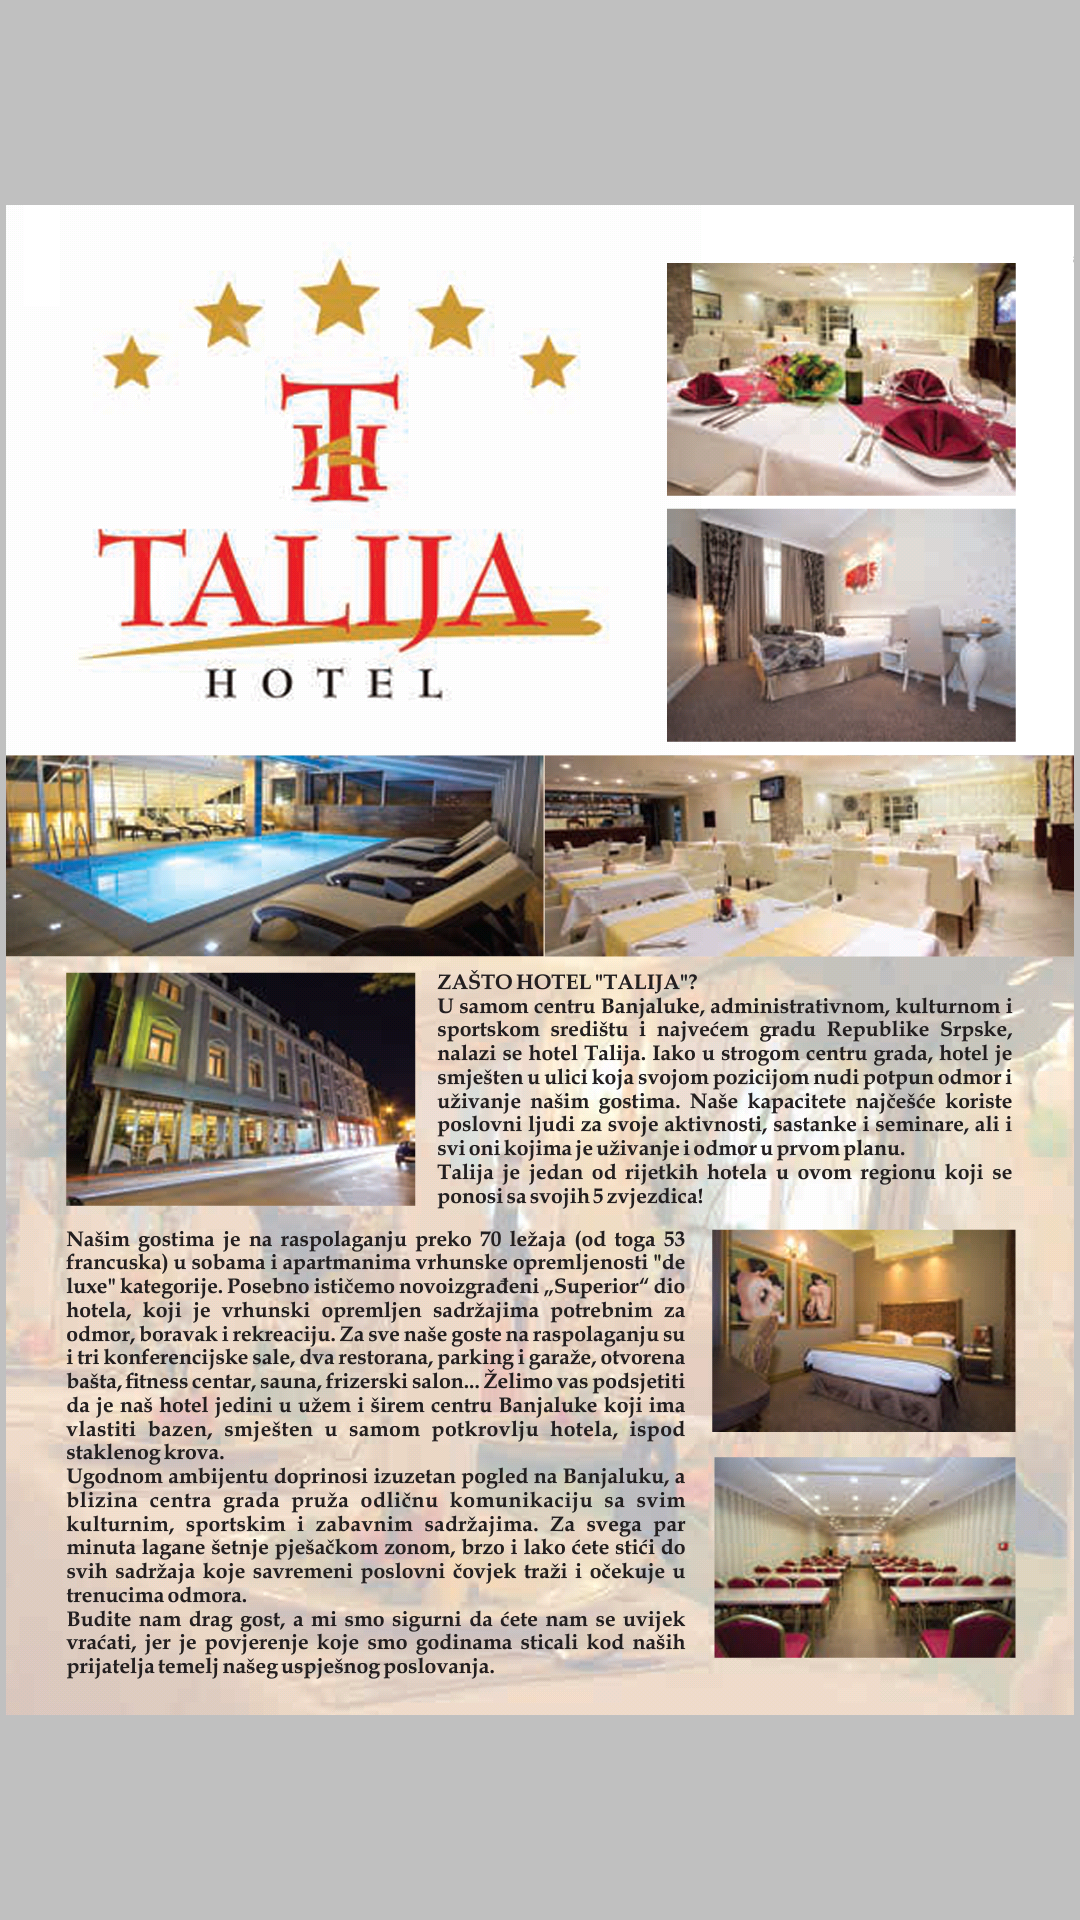 TH
TALIJA
HOTEL
ZAŠTO HOTEL "TALIJA"?
U samom centru Banjaluke, administrativnom, kulturnom i
sportskom središtu i najvećem gradu Republike Srpske,
nalazi se hotel Talija. Iako u strogom centru grada, hotel je
smješten u ulici koja svojom pozicijom nudi potpun odmor i
uživanje našim gostima. Naše kapacitete najčešće koriste
poslovni ljudi za svoje aktivnosti, sastanke i seminare, ali i
svi oni kojima je uživanje i odmor u prvom planu.
Talija je jedan od rijetkih hotela u ovom regionu koji se
ponosi sa svojih 5 zvjezdica!
Našim gostima je na raspolaganju preko 70 ležaja (od toga 53
francuska) u sobama i apartmanima vrhunske opremljenosti "de
luxe" kategorije. Posebno ističemo novoizgrađeni „Superior“ dio
hotela, koji je vrhunski opremljen sadržajima potrebnim za
odmor, boravak i rekreaciju. Za sve naše goste na raspolaganju su
i tri konferencijske sale, dva restorana, parking i garaže, otvorena
bašta, fitness centar, sauna, frizerski salon... Želimo vas podsjetiti
da je naš hotel jedini u užem i širem centru Banjaluke koji ima
vlastiti bazen, smješten u samom potkrovlju hotela, ispod
staklenog krova.
Ugodnom ambijentu doprinosi izuzetan pogled na Banjaluku, a
blizina centra grada pruža odličnu komunikaciju sa svim
kulturnim, sportskim i zabavnim sadržajima. Za svega par
minuta lagane šetnje pješačkom zonom, brzo i lako ćete stići do
svih sadržaja koje savremeni poslovni čovjek traži i očekuje u
trenucima odmora.
Budite nam drag gost, a mi smo sigurni da ćete nam se uvijek
vraćati, jer je povjerenje koje smo godinama sticali kod naših
prijatelja temelj našeg uspješnog poslovanja.